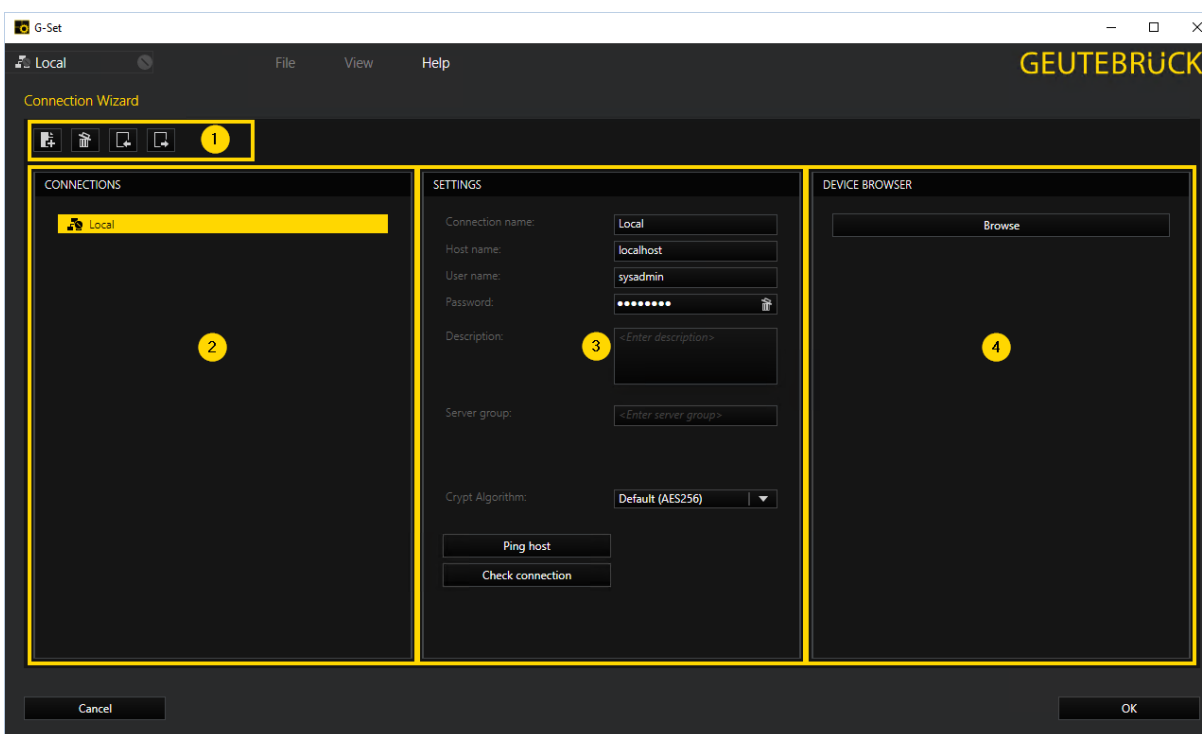 G-Set
Local File View Help
GEUTEBRÜCK
Connection Wizard
1
CONNECTIONS
Local
2
SETTINGS
Connection name: Local
Host name: localhost
User name: sysadmin
Password: ••••••••
Description: <Enter description>
3
Server group: <Enter server group>
Crypt Algorithm: Default (AES256)
Ping host
Check connection
DEVICE BROWSER
Browse
4
Cancel
OK